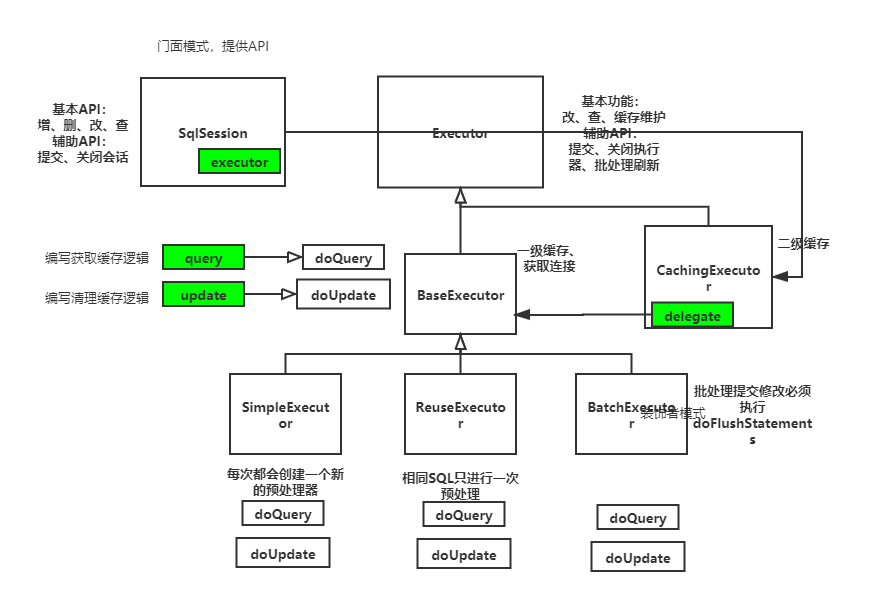 门面模式，提供API
基本API：
增、删、改、查
辅助API：
提交、关闭会话
SqlSession
executor
Executor
基本功能：
改、查、缓存维护
辅助API：
提交、关闭执行
器、批处理刷新
编写获取缓存逻辑
query
doQuery
编写清理缓存逻辑
update
doUpdate
一级缓存、
获取连接
BaseExecutor
CachingExecuto
r
delegate
二级缓存
SimpleExecut
or
ReuseExecuto
r
BatchExecuto
r
装饰者模式
批处理提交修改必须
执行
doFlushStatement
s
每次都会创建一个新
的预处理器
相同SQL只进行一次
预处理
doQuery
doQuery
doQuery
doUpdate
doUpdate
doUpdate